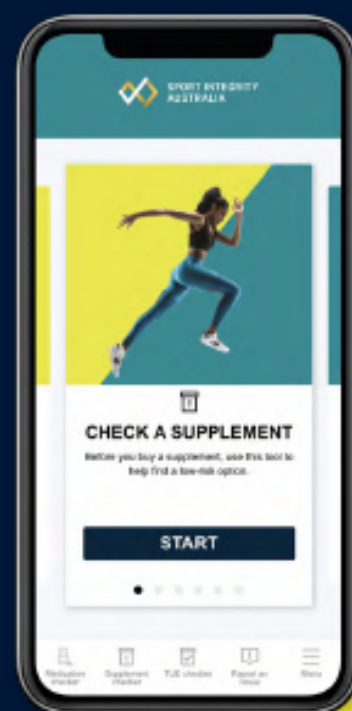 SPORT INTEGRITY
AUSTRALIA
CHECK A SUPPLEMENT
Before you buy a supplement, use this tool to
help find a low-risk option.
START
Medication
checker
Supplement
checker
TUE checker
Report an
issue
Menu